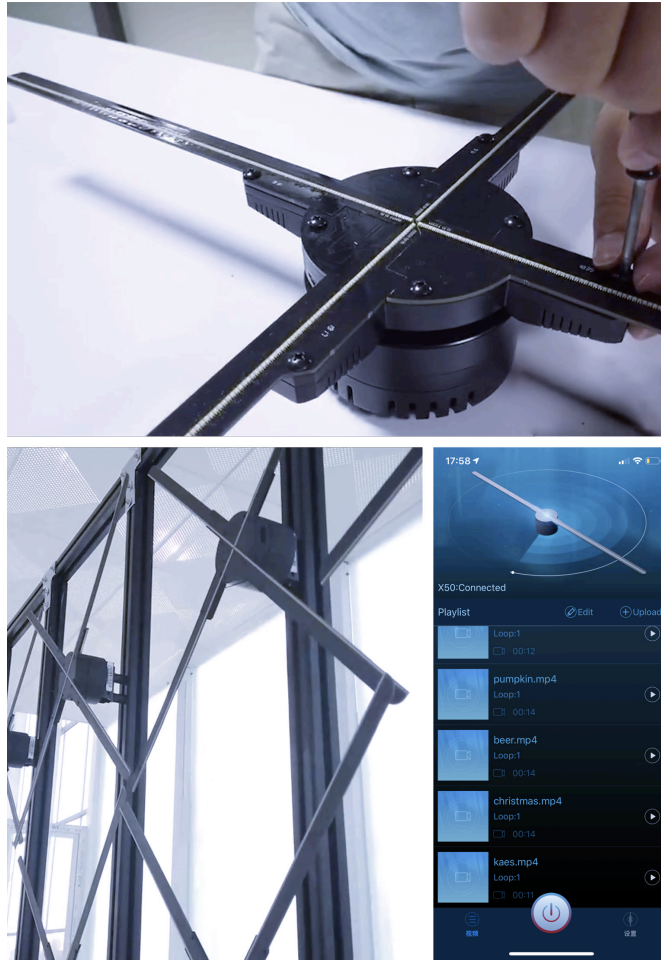 17:58
X50:Connected
Playlist
Edit
Upload
Loop:1
00:12
pumpkin.mp4
Loop:1
00:14
beer.mp4
Loop:1
00:14
christmas.mp4
Loop:1
00:14
kaes.mp4
Loop:1
00:11
视频
设置